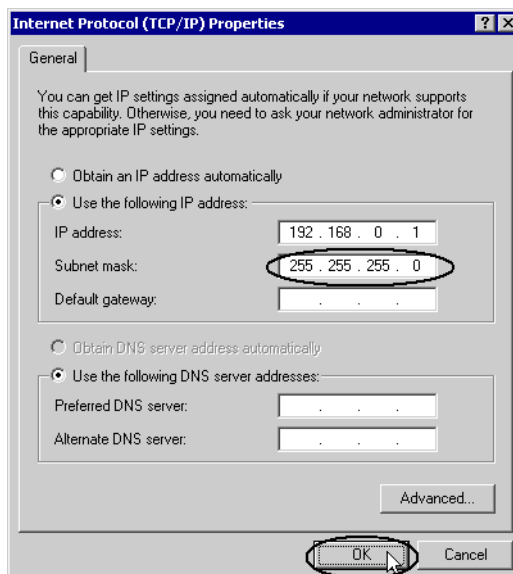 Internet Protocol (TCP/IP) Properties
General
You can get IP settings assigned automatically if your network supports
this capability. Otherwise, you need to ask your network administrator for
the appropriate IP settings.
Obtain an IP address automatically
Use the following IP address:
IP address: 192 . 168 . 0 . 1
Subnet mask: 255 . 255 . 255 . 0
Default gateway: . . .
Obtain DNS server address automatically
Use the following DNS server addresses:
Preferred DNS server: . . .
Alternate DNS server: . . .
Advanced...
OK Cancel